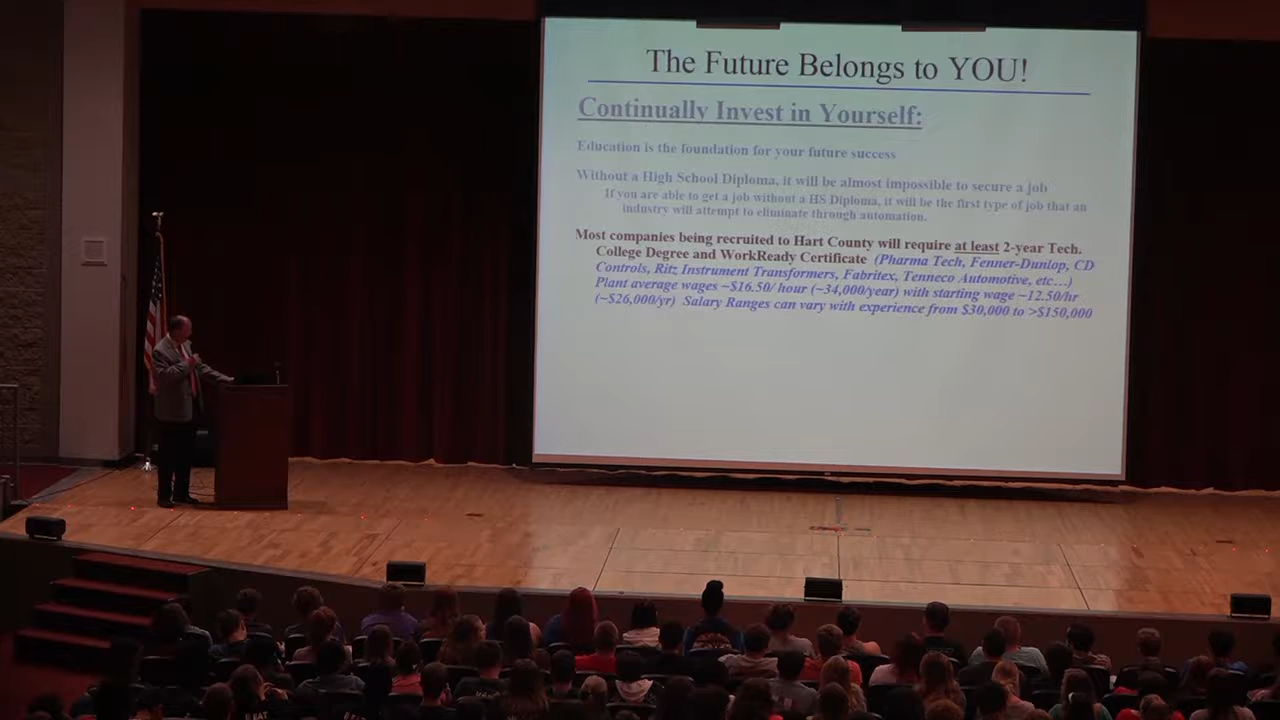 The Future Belongs to YOU!
Continually Invest in Yourself:
Education is the foundation for your future success
Without a High School Diploma, it will be almost impossible to secure a job
If you are able to get a job without a HS Diploma, it will be the first type of job that an
industry will attempt to eliminate through automation.
Most companies being recruited to Hart County will require at least 2-year Tech.
College Degree and WorkReady Certificate (Pharma Tech, Fenner-Dunlop, CD
Controls, Ritz Instrument Transformers, Fabritex, Tenneco Automotive, etc…)
Plant average wages ~$16.50/ hour (~34,000/year) with starting wage ~12.50/hr
(~$26,000/yr) Salary Ranges can vary with experience from $30,000 to >$150,000